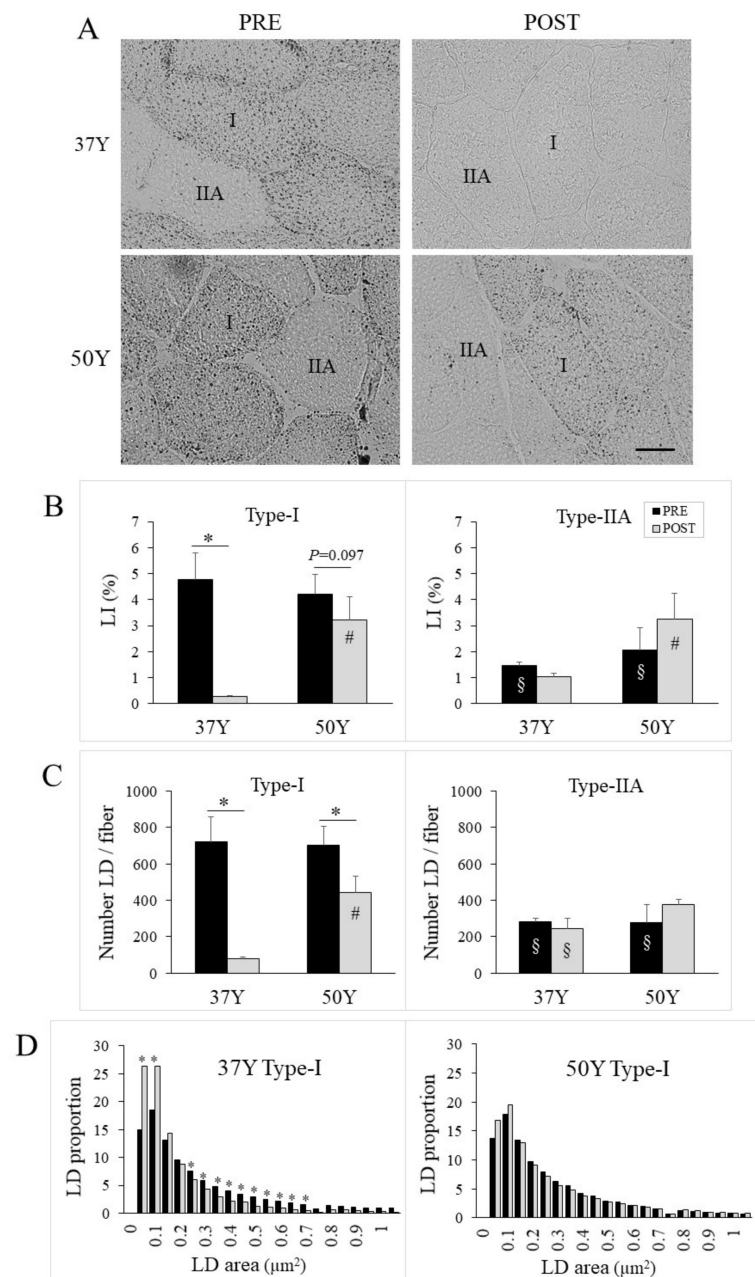 A
PRE POST
37Y
I
IIA
IIA
I
50Y
I
IIA
IIA
I
B
Type-I
LI (%)
7
6
5
4
3
2
1
0
*
P=0.097
#
37Y 50Y
Type-IIA
PRE
POST
LI (%)
7
6
5
4
3
2
1
0
§
§
#
37Y 50Y
C
Type-I
Number LD / fiber
1000
800
600
400
200
0
*
*
#
37Y 50Y
Type-IIA
Number LD / fiber
1000
800
600
400
200
0
§ §
§
37Y 50Y
D
37Y Type-I
LD proportion
30
25
20
15
10
5
0
* *
* * * * * * * * * *
0 0.1 0.2 0.3 0.4 0.5 0.6 0.7 0.8 0.9 1
LD area (μm²)
50Y Type-I
LD proportion
30
25
20
15
10
5
0
0 0.1 0.2 0.3 0.4 0.5 0.6 0.7 0.8 0.9 1
LD area (μm²)